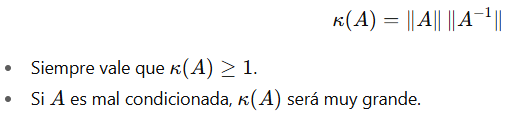 κ(A) = ∥A∥ ∥A⁻¹∥
• Siempre vale que κ(A) ≥ 1.
• Si A es mal condicionada, κ(A) será muy grande.